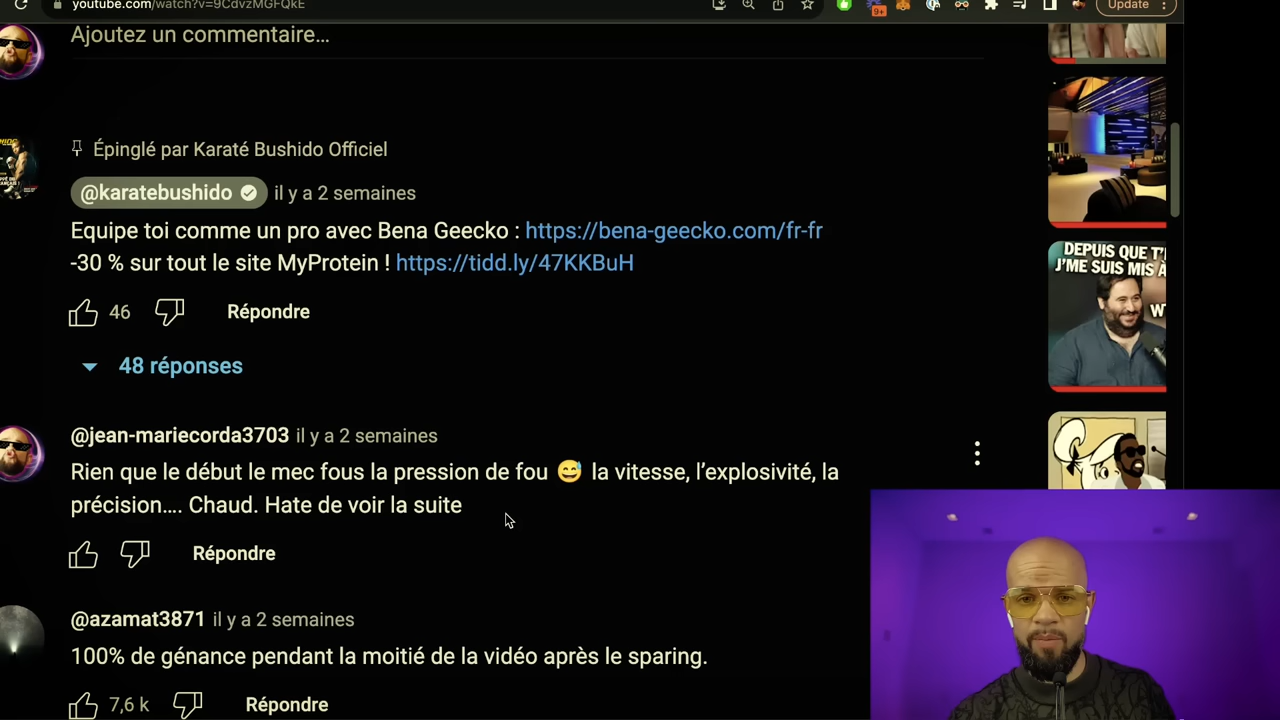 youtube.com/watch?v=9CdvzMGFQkE
9+
Update
Ajoutez un commentaire…
Épinglé par Karaté Bushido Officiel
@karatebushido il y a 2 semaines
Equipe toi comme un pro avec Bena Geecko : https://bena-geecko.com/fr-fr
-30 % sur tout le site MyProtein ! https://tidd.ly/47KKBuH
46 Répondre
48 réponses
@jean-mariecorda3703 il y a 2 semaines
Rien que le début le mec fous la pression de fou 😅 la vitesse, l’explosivité, la
précision…. Chaud. Hate de voir la suite
Répondre
@azamat3871 il y a 2 semaines
100% de génance pendant la moitié de la vidéo après le sparing.
7,6 k Répondre
DEPUIS QUE T'
J'ME SUIS MIS À